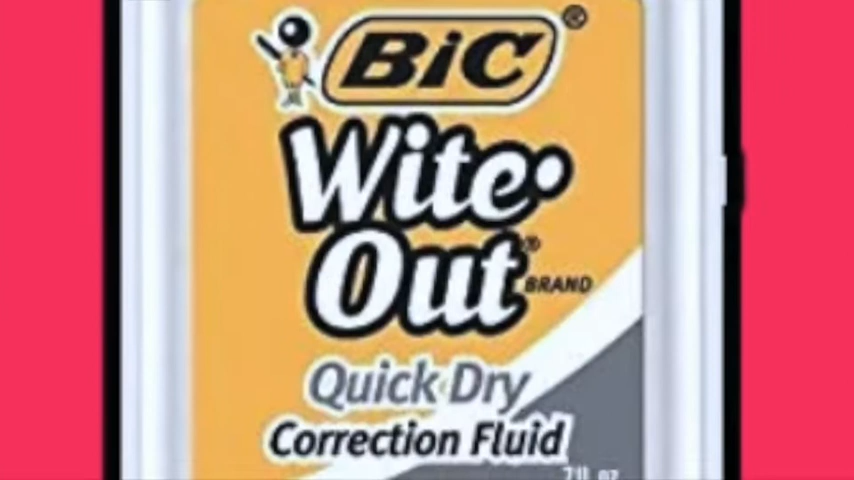 BiC®
Wite•
Out®
BRAND
Quick Dry
Correction Fluid